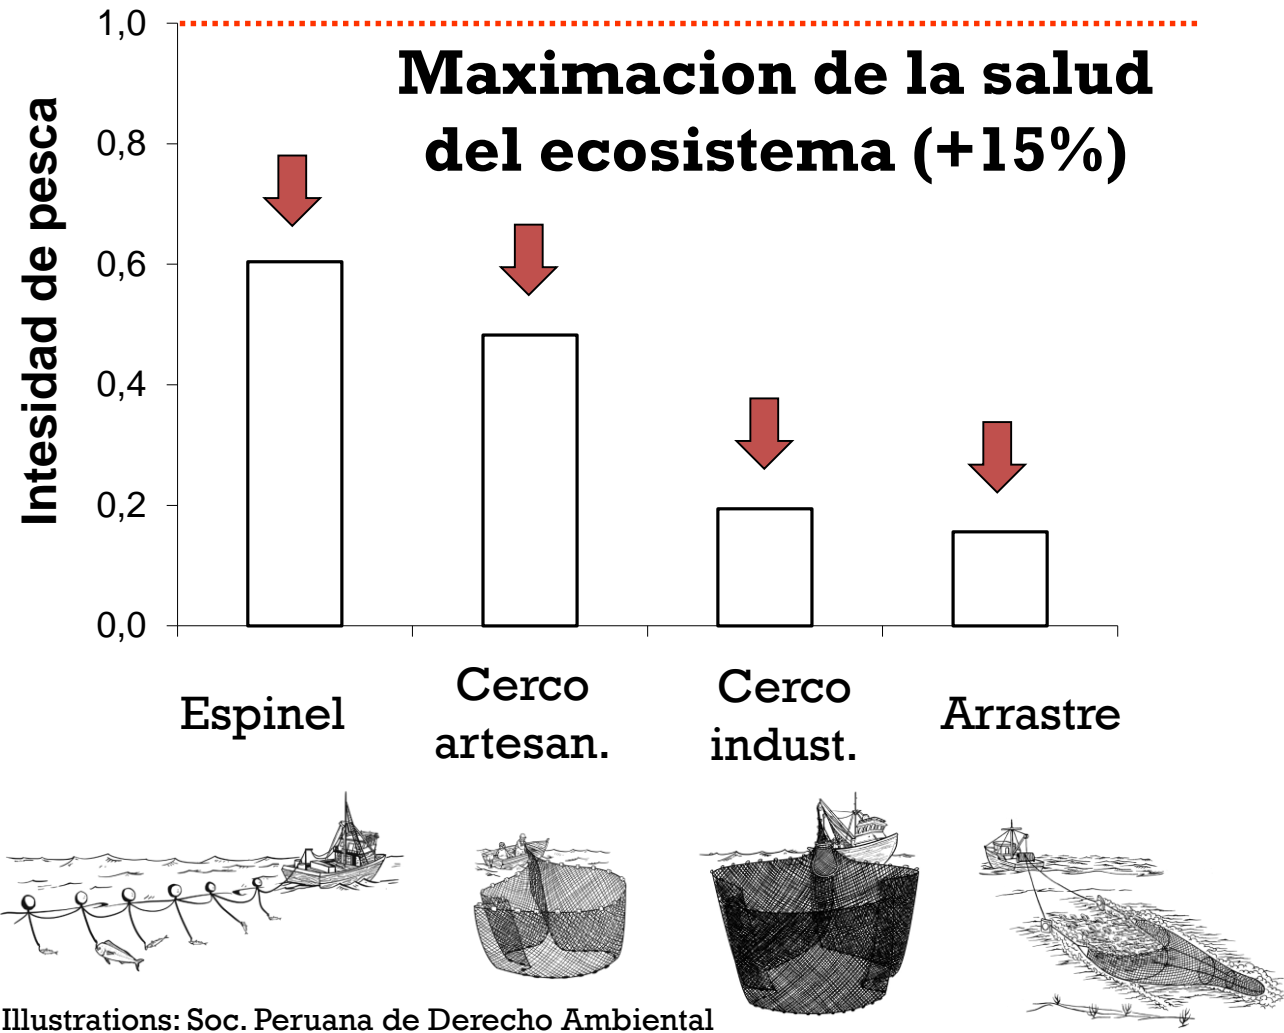 Maximacion de la salud
del ecosistema (+15%)
Intesidad de pesca
1,0
0,8
0,6
0,4
0,2
0,0
Espinel
Cerco
artesan.
Cerco
indust.
Arrastre
Illustrations: Soc. Peruana de Derecho Ambiental